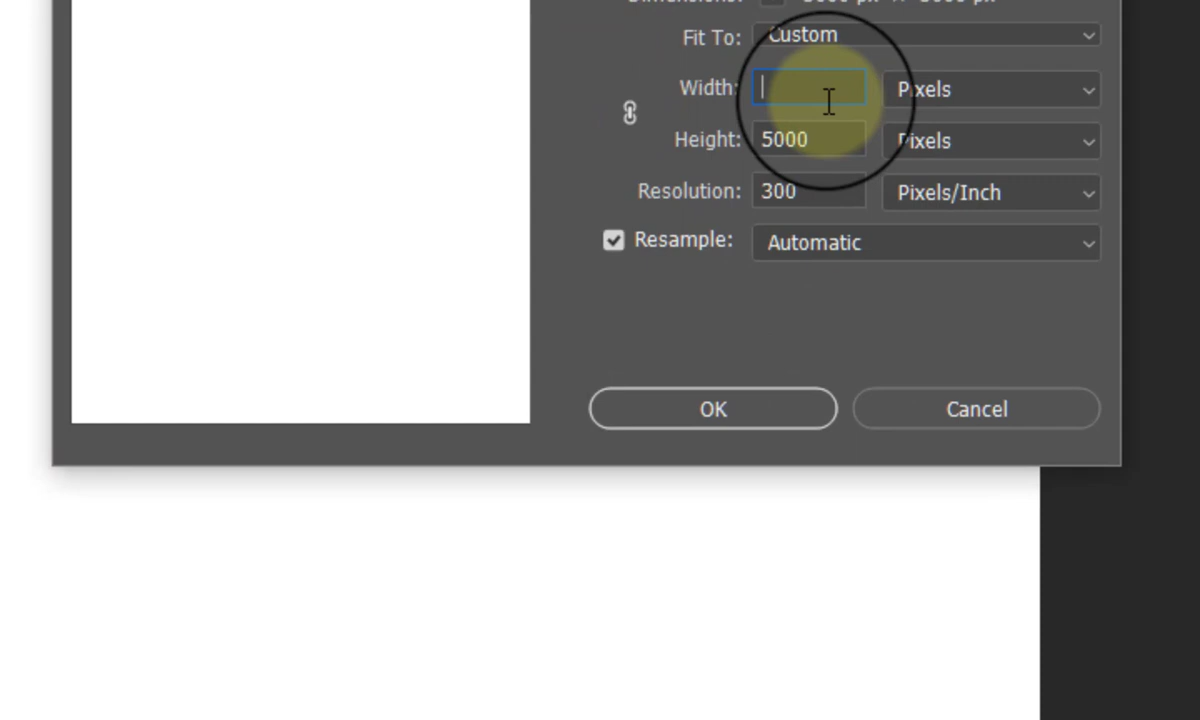 Fit To: Custom
Width: Pixels
Height: 5000 Pixels
Resolution: 300 Pixels/Inch
Resample: Automatic
OK Cancel